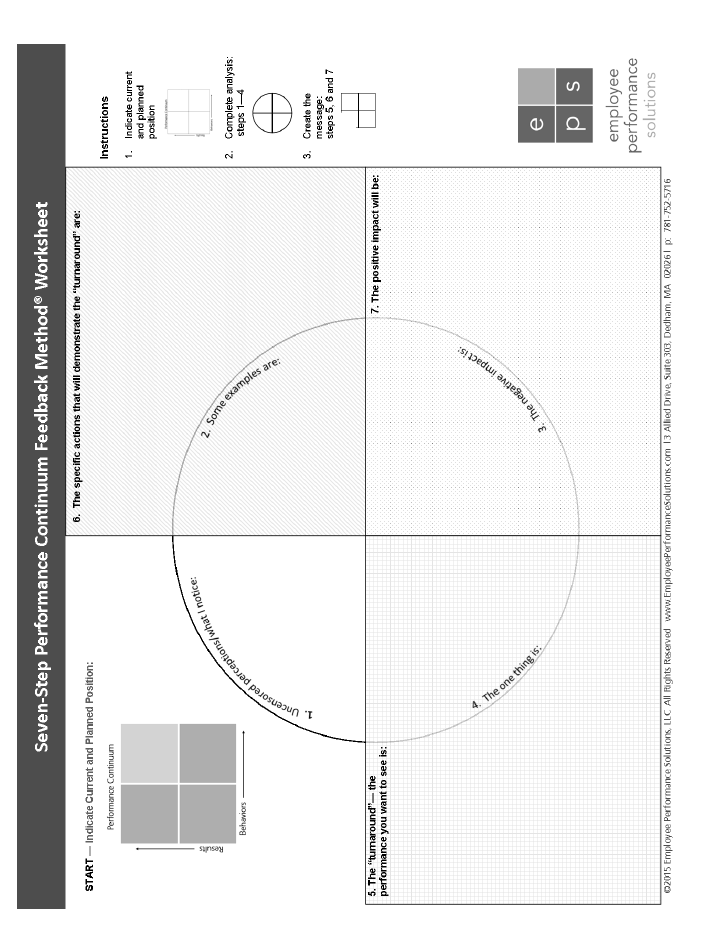 Seven-Step Performance Continuum Feedback Method® Worksheet
START — Indicate Current and Planned Position:
Performance Continuum
Results
Behaviors
1. Uncensored perceptions/what I notice:
2. Some examples are:
3. The negative impact is:
4. The one thing is:
5. The “turnaround”— the
performance you want to see is:
6. The specific actions that will demonstrate the “turnaround” are:
7. The positive impact will be:
Instructions
1. Indicate current
and planned
position
2. Complete analysis:
steps 1—4
3. Create the
message:
steps 5, 6 and 7
e
p s
employee
performance
solutions
©2015 Employee Performance Solutions, LLC All Rights Reserved www.EmployeePerformanceSolutions.com 13 Allied Drive, Suite 303, Dedham, MA 02026 | p: 781-752-5716